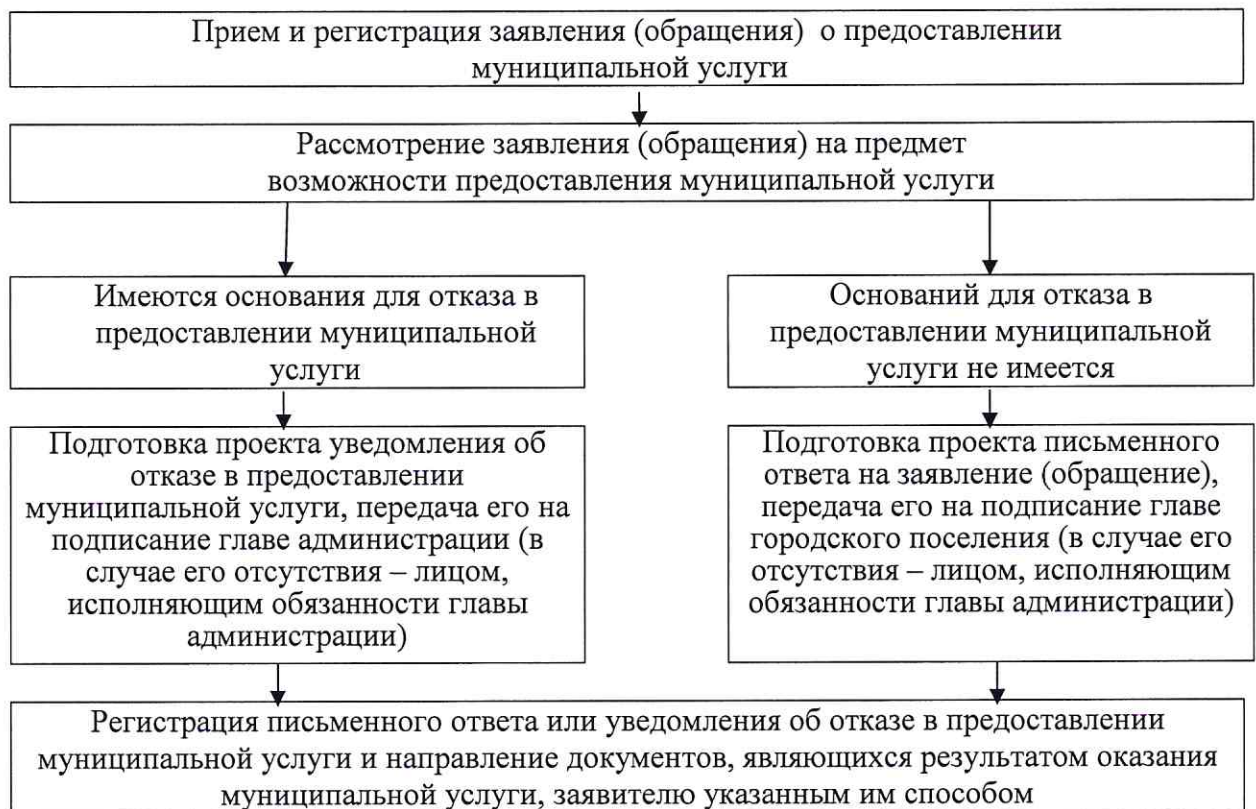 Прием и регистрация заявления (обращения) о предоставлении
муниципальной услуги
Рассмотрение заявления (обращения) на предмет
возможности предоставления муниципальной услуги
Имеются основания для отказа в
предоставлении муниципальной
услуги
Оснований для отказа в
предоставлении муниципальной
услуги не имеется
Подготовка проекта уведомления об
отказе в предоставлении
муниципальной услуги, передача его на
подписание главе администрации (в
случае его отсутствия – лицом,
исполняющим обязанности главы
администрации)
Подготовка проекта письменного
ответа на заявление (обращение),
передача его на подписание главе
городского поселения (в случае его
отсутствия – лицом, исполняющим
обязанности главы администрации)
Регистрация письменного ответа или уведомления об отказе в предоставлении
муниципальной услуги и направление документов, являющихся результатом оказания
муниципальной услуги, заявителю указанным им способом